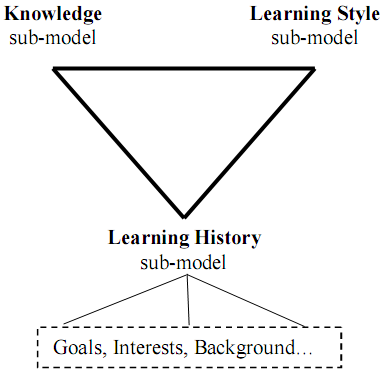 Knowledge
sub-model
Learning Style
sub-model
Learning History
sub-model
Goals, Interests, Background...